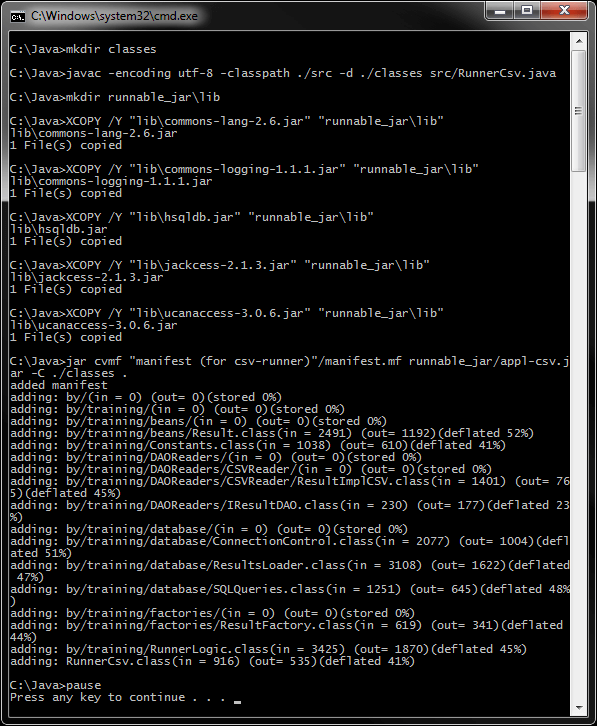 C:\Windows\system32\cmd.exe
C:\Java>mkdir classes
C:\Java>javac -encoding utf-8 -classpath ./src -d ./classes src/RunnerCsv.java
C:\Java>mkdir runnable_jar\lib
C:\Java>XCOPY /Y "lib\commons-lang-2.6.jar" "runnable_jar\lib"
lib\commons-lang-2.6.jar
1 File(s) copied
C:\Java>XCOPY /Y "lib\commons-logging-1.1.1.jar" "runnable_jar\lib"
lib\commons-logging-1.1.1.jar
1 File(s) copied
C:\Java>XCOPY /Y "lib\hsqldb.jar" "runnable_jar\lib"
lib\hsqldb.jar
1 File(s) copied
C:\Java>XCOPY /Y "lib\jackcess-2.1.3.jar" "runnable_jar\lib"
lib\jackcess-2.1.3.jar
1 File(s) copied
C:\Java>XCOPY /Y "lib\ucanaccess-3.0.6.jar" "runnable_jar\lib"
lib\ucanaccess-3.0.6.jar
1 File(s) copied
C:\Java>jar cvmf "manifest (for csv-runner)"/manifest.mf runnable_jar/appl-csv.j
ar -C ./classes .
added manifest
adding: by/(in = 0) (out= 0)(stored 0%)
adding: by/training/(in = 0) (out= 0)(stored 0%)
adding: by/training/beans/(in = 0) (out= 0)(stored 0%)
adding: by/training/beans/Result.class(in = 2491) (out= 1192)(deflated 52%)
adding: by/training/Constants.class(in = 1038) (out= 610)(deflated 41%)
adding: by/training/DAOReaders/(in = 0) (out= 0)(stored 0%)
adding: by/training/DAOReaders/CSVReader/(in = 0) (out= 0)(stored 0%)
adding: by/training/DAOReaders/CSVReader/ResultImplCSV.class(in = 1401) (out= 76
5)(deflated 45%)
adding: by/training/DAOReaders/IResultDAO.class(in = 230) (out= 177)(deflated 23
%)
adding: by/training/database/(in = 0) (out= 0)(stored 0%)
adding: by/training/database/ConnectionControl.class(in = 2077) (out= 1004)(defl
ated 51%)
adding: by/training/database/ResultsLoader.class(in = 3108) (out= 1622)(deflated
 47%)
adding: by/training/database/SQLQueries.class(in = 1251) (out= 645)(deflated 48%
)
adding: by/training/factories/(in = 0) (out= 0)(stored 0%)
adding: by/training/factories/ResultFactory.class(in = 619) (out= 341)(deflated
44%)
adding: by/training/RunnerLogic.class(in = 3425) (out= 1870)(deflated 45%)
adding: RunnerCsv.class(in = 916) (out= 535)(deflated 41%)
C:\Java>pause
Press any key to continue . . . _